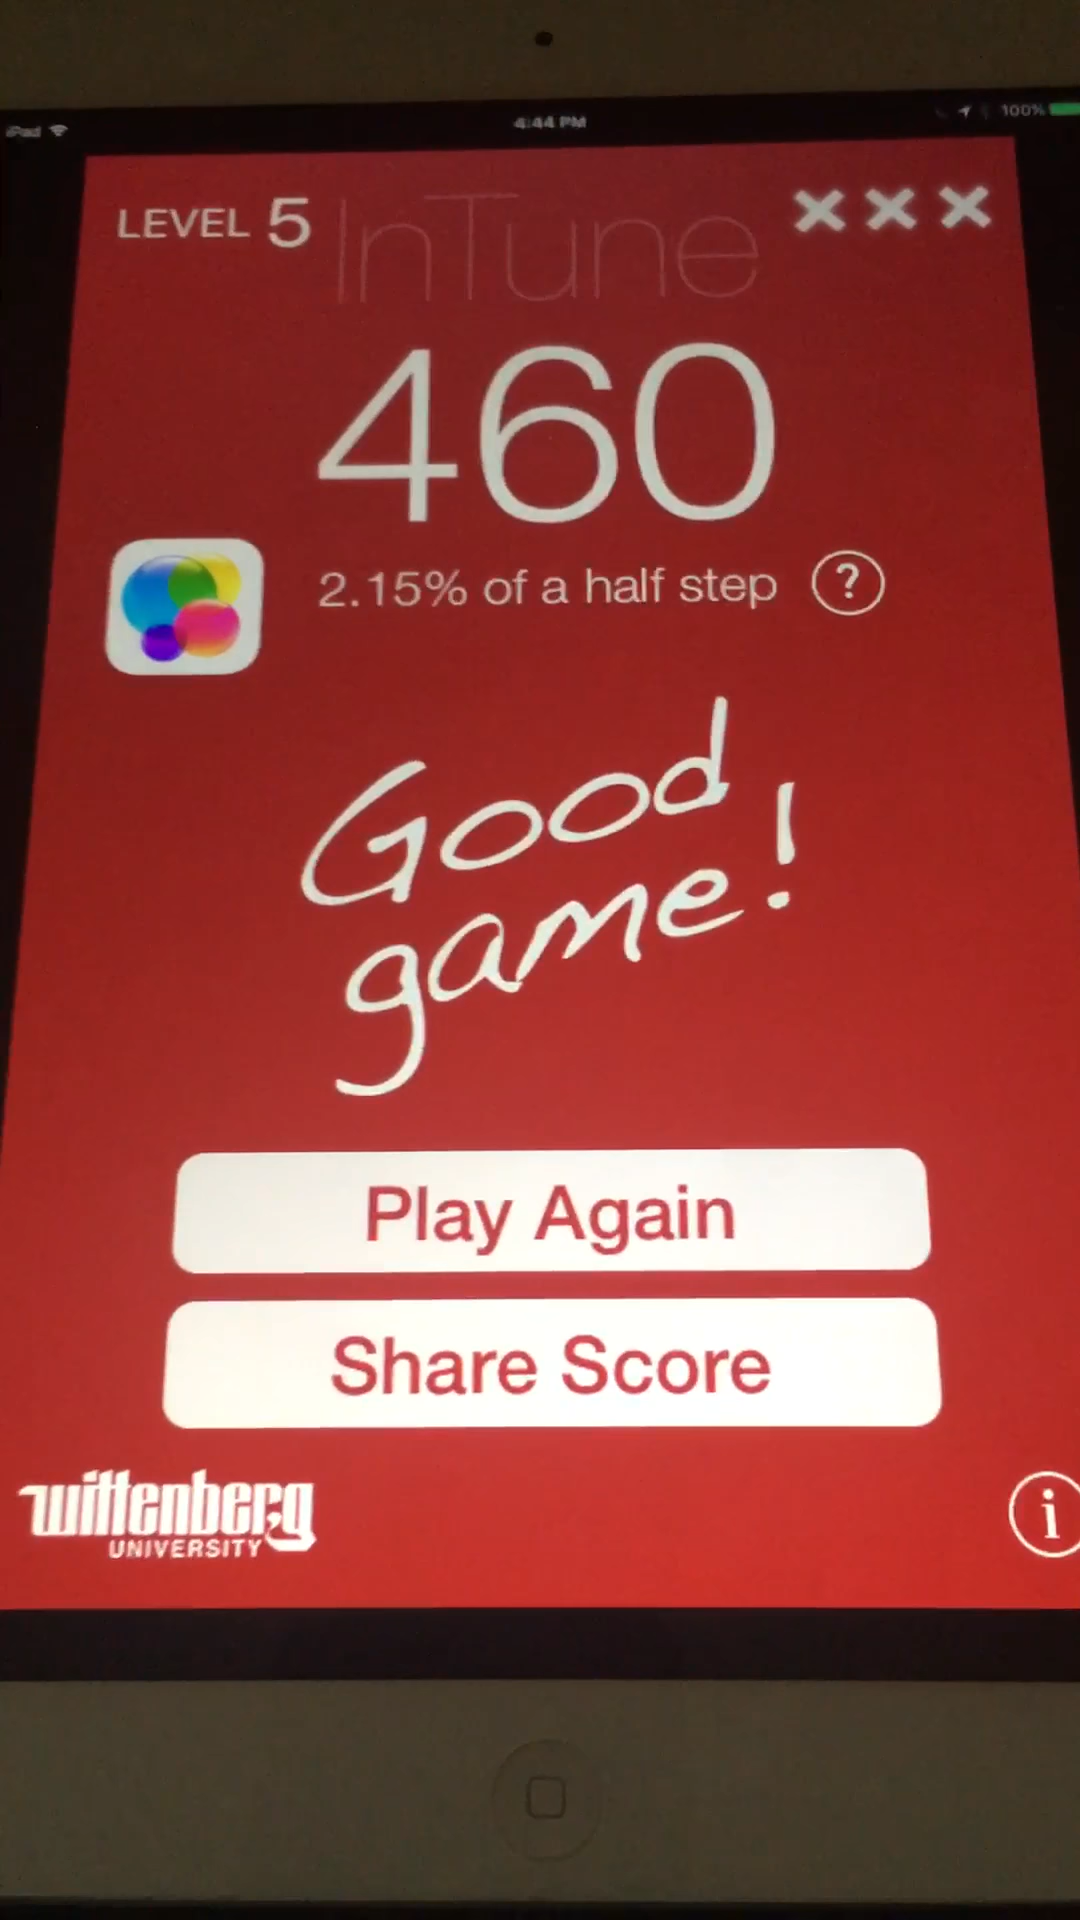 iPad
4:44 PM
100%
LEVEL 5
InTune
460
2.15% of a half step
?
Good
game!
Play Again
Share Score
wittenberg
UNIVERSITY
i